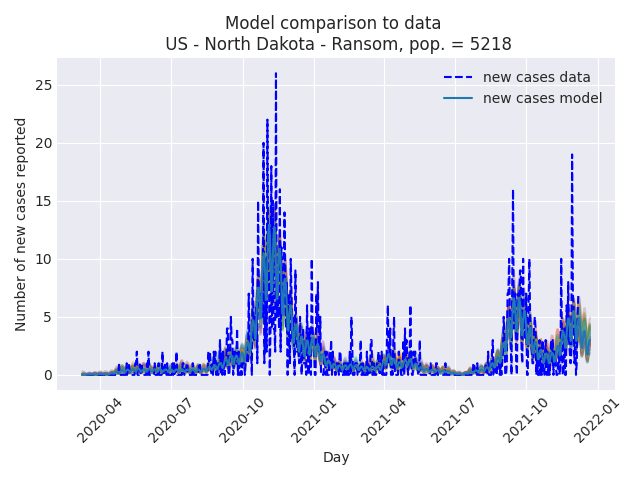 Model comparison to data
US - North Dakota - Ransom, pop. = 5218
new cases data
new cases model
Number of new cases reported
25
20
15
10
5
0
2020-04
2020-07
2020-10
2021-01
2021-04
2021-07
2021-10
2022-01
Day